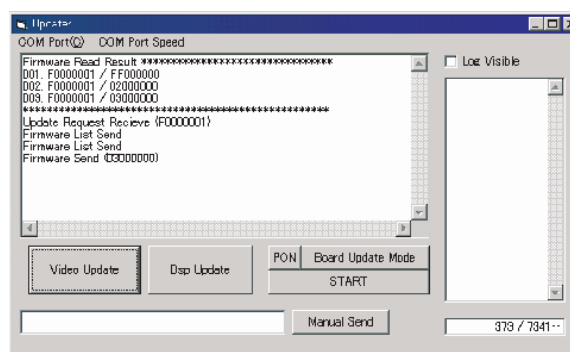 Updater
COM Port(C) COM Port Speed
Firmware Read Result *********************************
001. F0000001 / FF000000
002. F0000001 / 02000000
003. F0000001 / 03000000
****************************************************
Update Request Recieve (F0000001)
Firmware List Send
Firmware List Send
Firmware Send (03000000)
Log Visible
Video Update
Dsp Update
PON
Board Update Mode
START
Manual Send
373 / 7341--